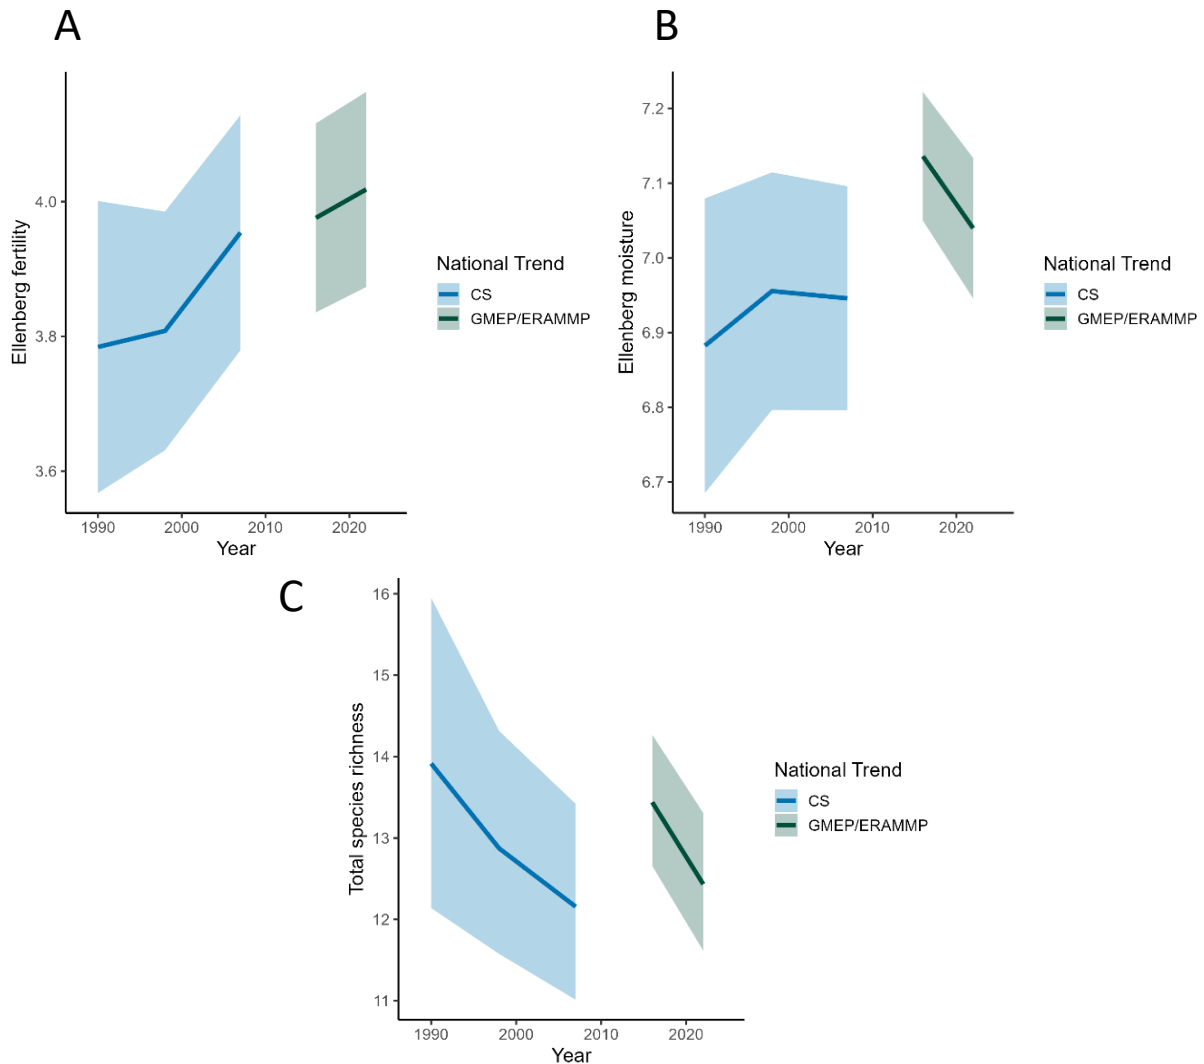 A
Ellenberg fertility
4.0
3.8
3.6
1990 2000 2010 2020
Year
National Trend
CS
GMEP/ERAMMP
B
Ellenberg moisture
7.2
7.1
7.0
6.9
6.8
6.7
1990 2000 2010 2020
Year
National Trend
CS
GMEP/ERAMMP
C
Total species richness
16
15
14
13
12
11
1990 2000 2010 2020
Year
National Trend
CS
GMEP/ERAMMP